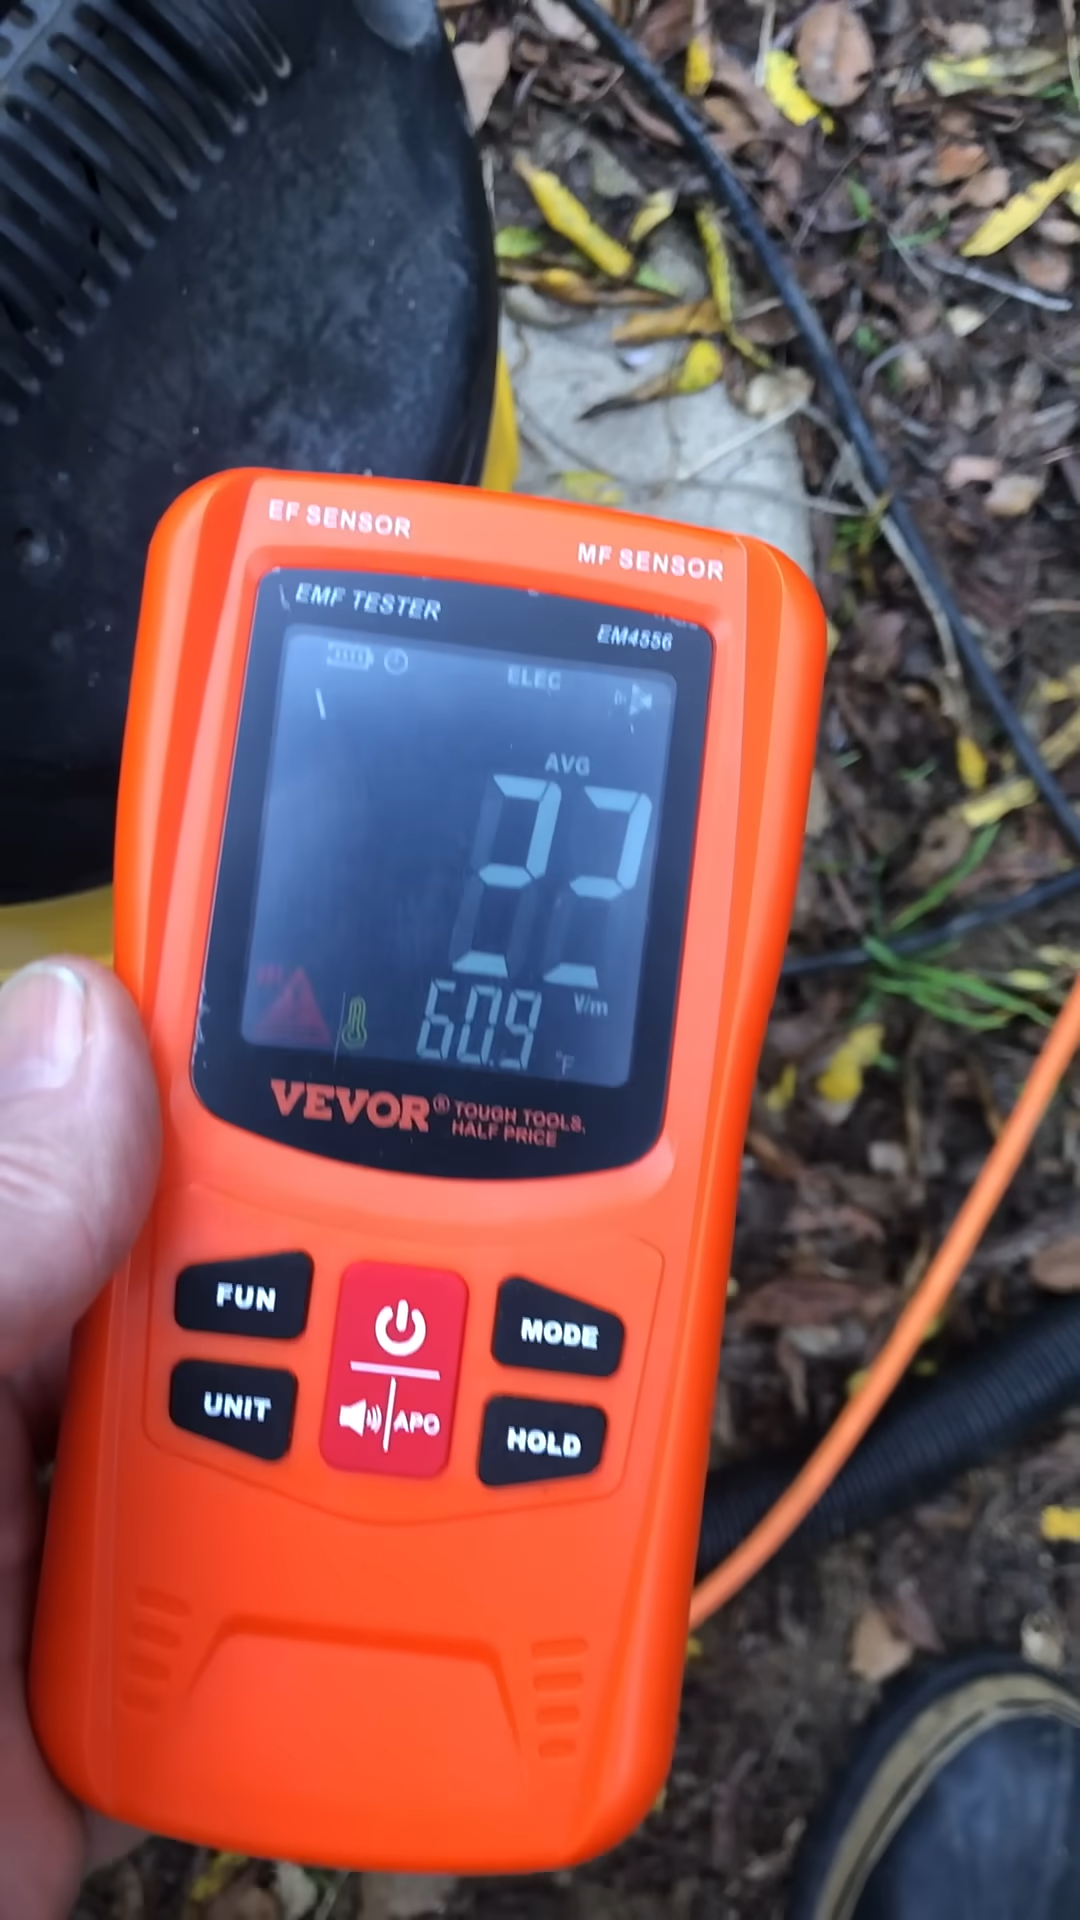 EF SENSOR
MF SENSOR
EMF TESTER
EM4556
ELEC
AVG
V/m
60.9
°F
VEVOR® TOUGH TOOLS,
HALF PRICE
FUN
MODE
UNIT
APO
HOLD